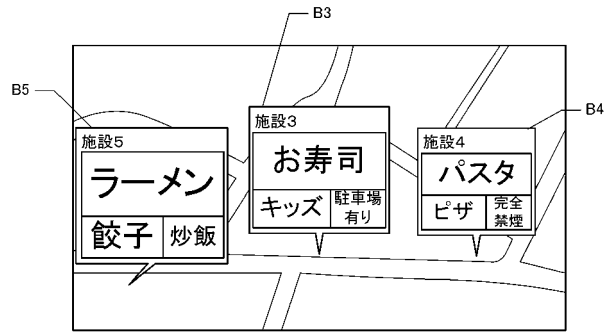 B3
B5
B4
施設5
ラーメン
餃子
炒飯
施設3
お寿司
キッズ
駐車場
有り
施設4
パスタ
ピザ
完全
禁煙